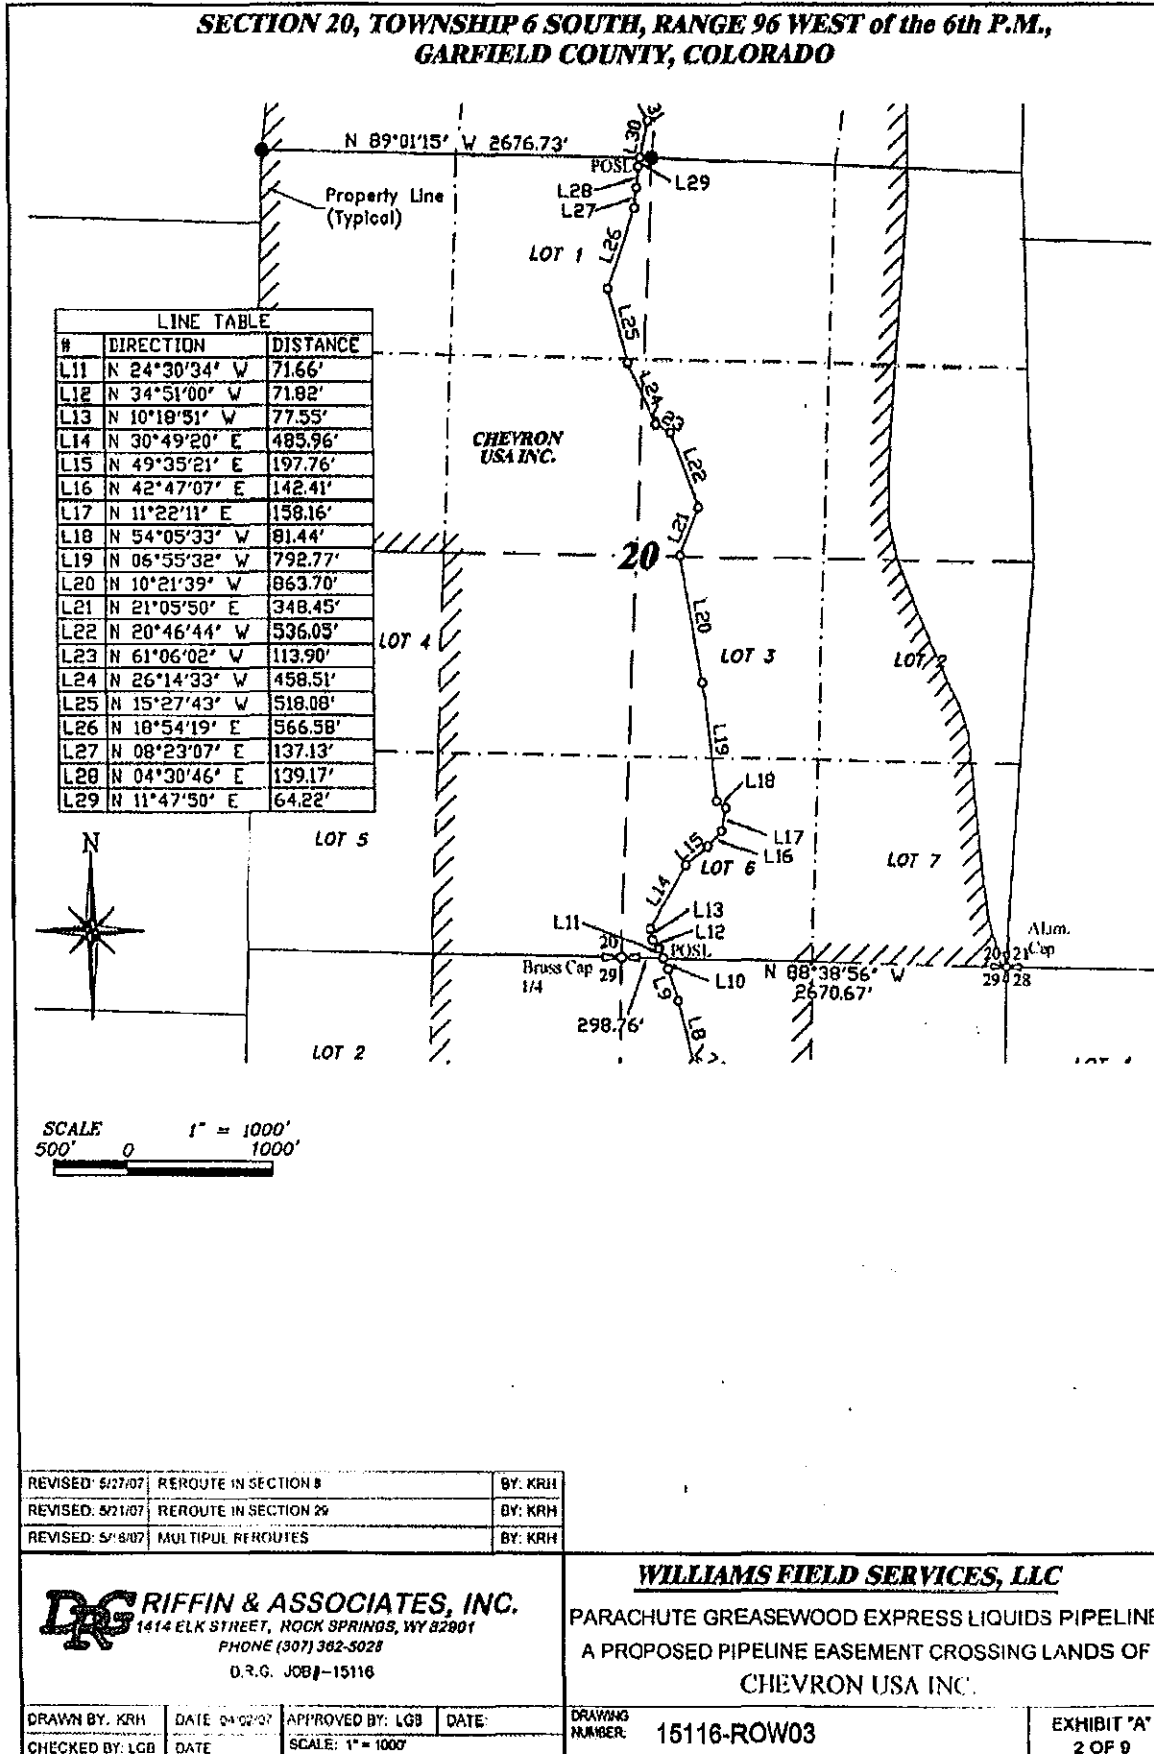 SECTION 20, TOWNSHIP 6 SOUTH, RANGE 96 WEST of the 6th P.M.,
GARFIELD COUNTY, COLORADO
N 89°01'15" W 2676.73'
L30
POSL
L29
L28
L27
Property Line
(Typical)
L26
LOT 1
L25
LINE TABLE
# DIRECTION DISTANCE
L11 N 24°30'34" W 71.66'
L12 N 34°51'00" W 71.82'
L13 N 10°18'51" W 77.55'
L14 N 30°49'20" E 485.96'
L15 N 49°35'21" E 197.76'
L16 N 42°47'07" E 142.41'
L17 N 11°22'11" E 158.16'
L18 N 54°05'33" W 81.44'
L19 N 06°55'32" W 792.77'
L20 N 10°21'39" W 863.70'
L21 N 21°05'50" E 348.45'
L22 N 20°46'44" W 536.05'
L23 N 61°06'02" W 113.90'
L24 N 26°14'33" W 458.51'
L25 N 15°27'43" W 518.08'
L26 N 18°54'19" E 566.58'
L27 N 08°23'07" E 137.13'
L28 N 04°30'46" E 139.17'
L29 N 11°47'50" E 64.22'
L24
CHEVRON
USA INC.
L22
L21
20
L20
LOT 4
LOT 3
LOT 2
L19
L18
L17
L16
L15
LOT 5
LOT 6
LOT 7
N
L14
L13
L12
L11
POSL
20
29
Brass Cap
1/4
L10
L9
298.76'
L8
N 88°38'56" W
2670.67'
Alum.
Cap
20 21
29 28
LOT 2
SCALE 1" = 1000'
500' 0 1000'
REVISED: 5/27/07 REROUTE IN SECTION 8 BY: KRH
REVISED: 5/21/07 REROUTE IN SECTION 29 BY: KRH
REVISED: 5/18/07 MULTIPUL REROUTES BY: KRH
DRG RIFFIN & ASSOCIATES, INC.
1414 ELK STREET, ROCK SPRINGS, WY 82901
PHONE (307) 362-5028
D.R.G. JOB#-15116
WILLIAMS FIELD SERVICES, LLC
PARACHUTE GREASEWOOD EXPRESS LIQUIDS PIPELINE
A PROPOSED PIPELINE EASEMENT CROSSING LANDS OF
CHEVRON USA INC.
DRAWN BY: KRH DATE 04/02/07 APPROVED BY: LGB DATE:
CHECKED BY: LGB DATE SCALE: 1" = 1000'
DRAWING
NUMBER: 15116-ROW03
EXHIBIT "A"
2 OF 9